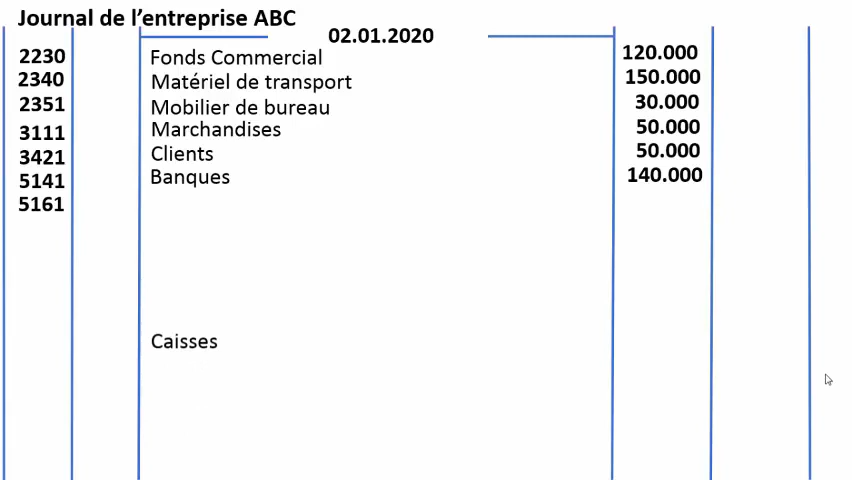 Journal de l’entreprise ABC
02.01.2020
2230 Fonds Commercial 120.000
2340 Matériel de transport 150.000
2351 Mobilier de bureau 30.000
3111 Marchandises 50.000
3421 Clients 50.000
5141 Banques 140.000
5161
Caisses